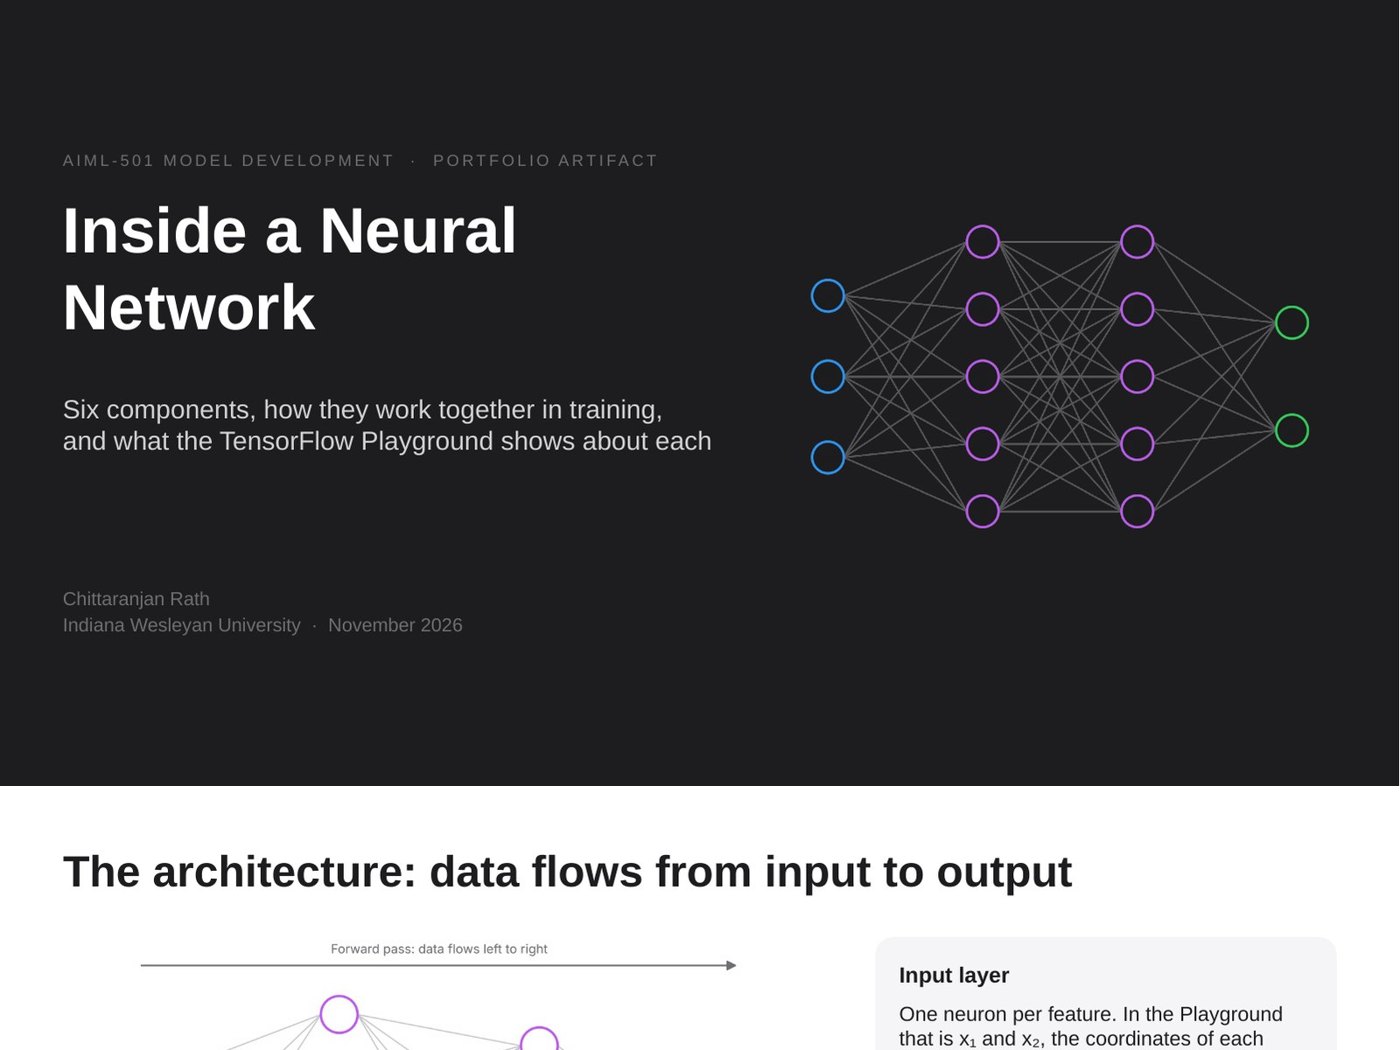 AIML-501 MODEL DEVELOPMENT · PORTFOLIO ARTIFACT
Inside a Neural
Network
Six components, how they work together in training,
and what the TensorFlow Playground shows about each
Chittaranjan Rath
Indiana Wesleyan University · November 2026
The architecture: data flows from input to output
Forward pass: data flows left to right
Input layer
One neuron per feature. In the Playground
that is x₁ and x₂, the coordinates of each